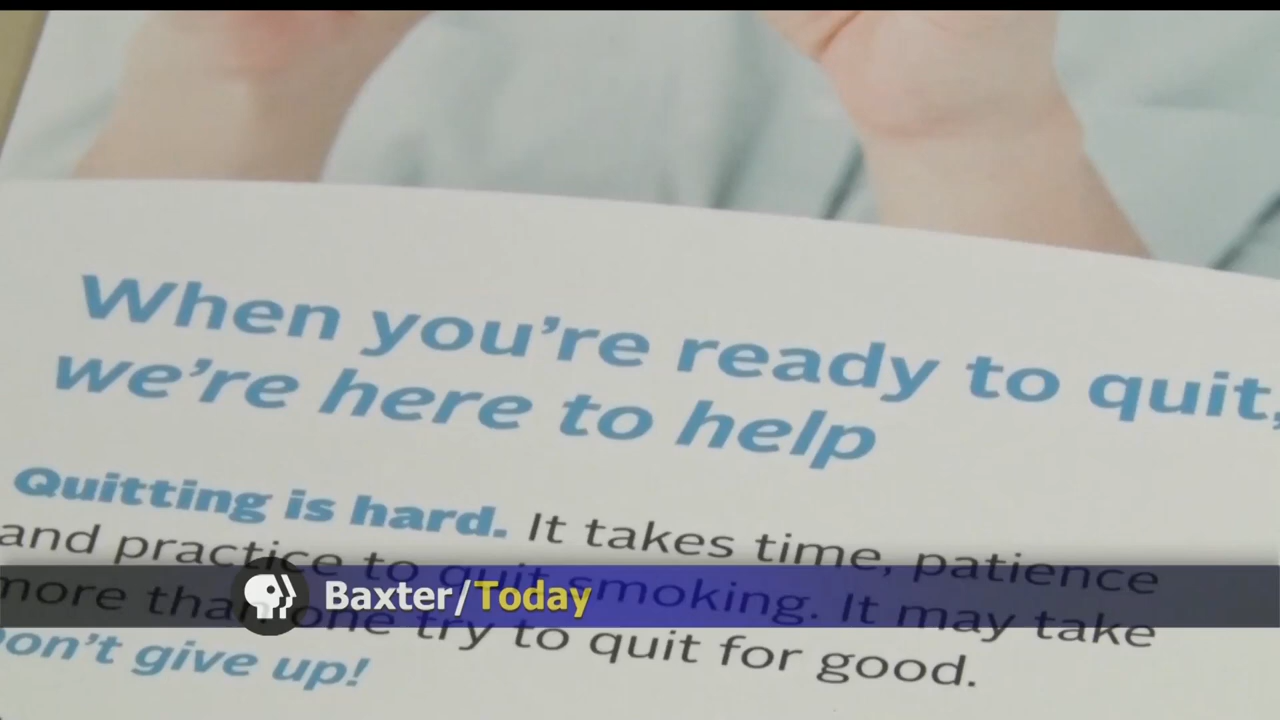 When you're ready to quit,
we're here to help
Quitting is hard. It takes time, patience
and practice to quit smoking. It may take
more than one try to quit for good.
on't give up!
Baxter/Today